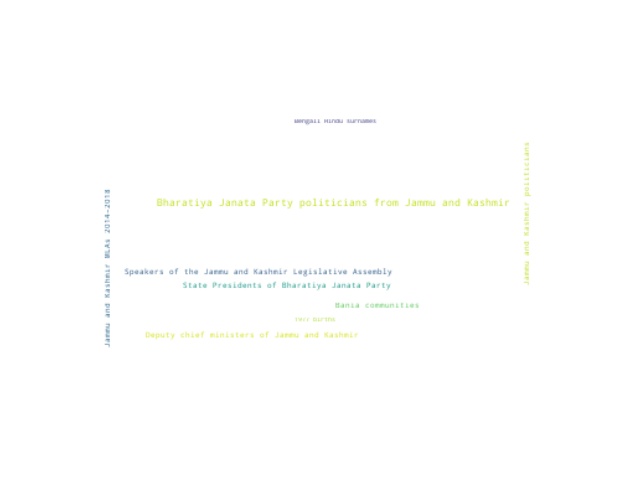 Bengali Hindu surnames
Jammu and Kashmir politicians
Jammu and Kashmir MLAs 2014–2018
Bharatiya Janata Party politicians from Jammu and Kashmir
Speakers of the Jammu and Kashmir Legislative Assembly
State Presidents of Bharatiya Janata Party
Bania communities
births
Deputy chief ministers of Jammu and Kashmir